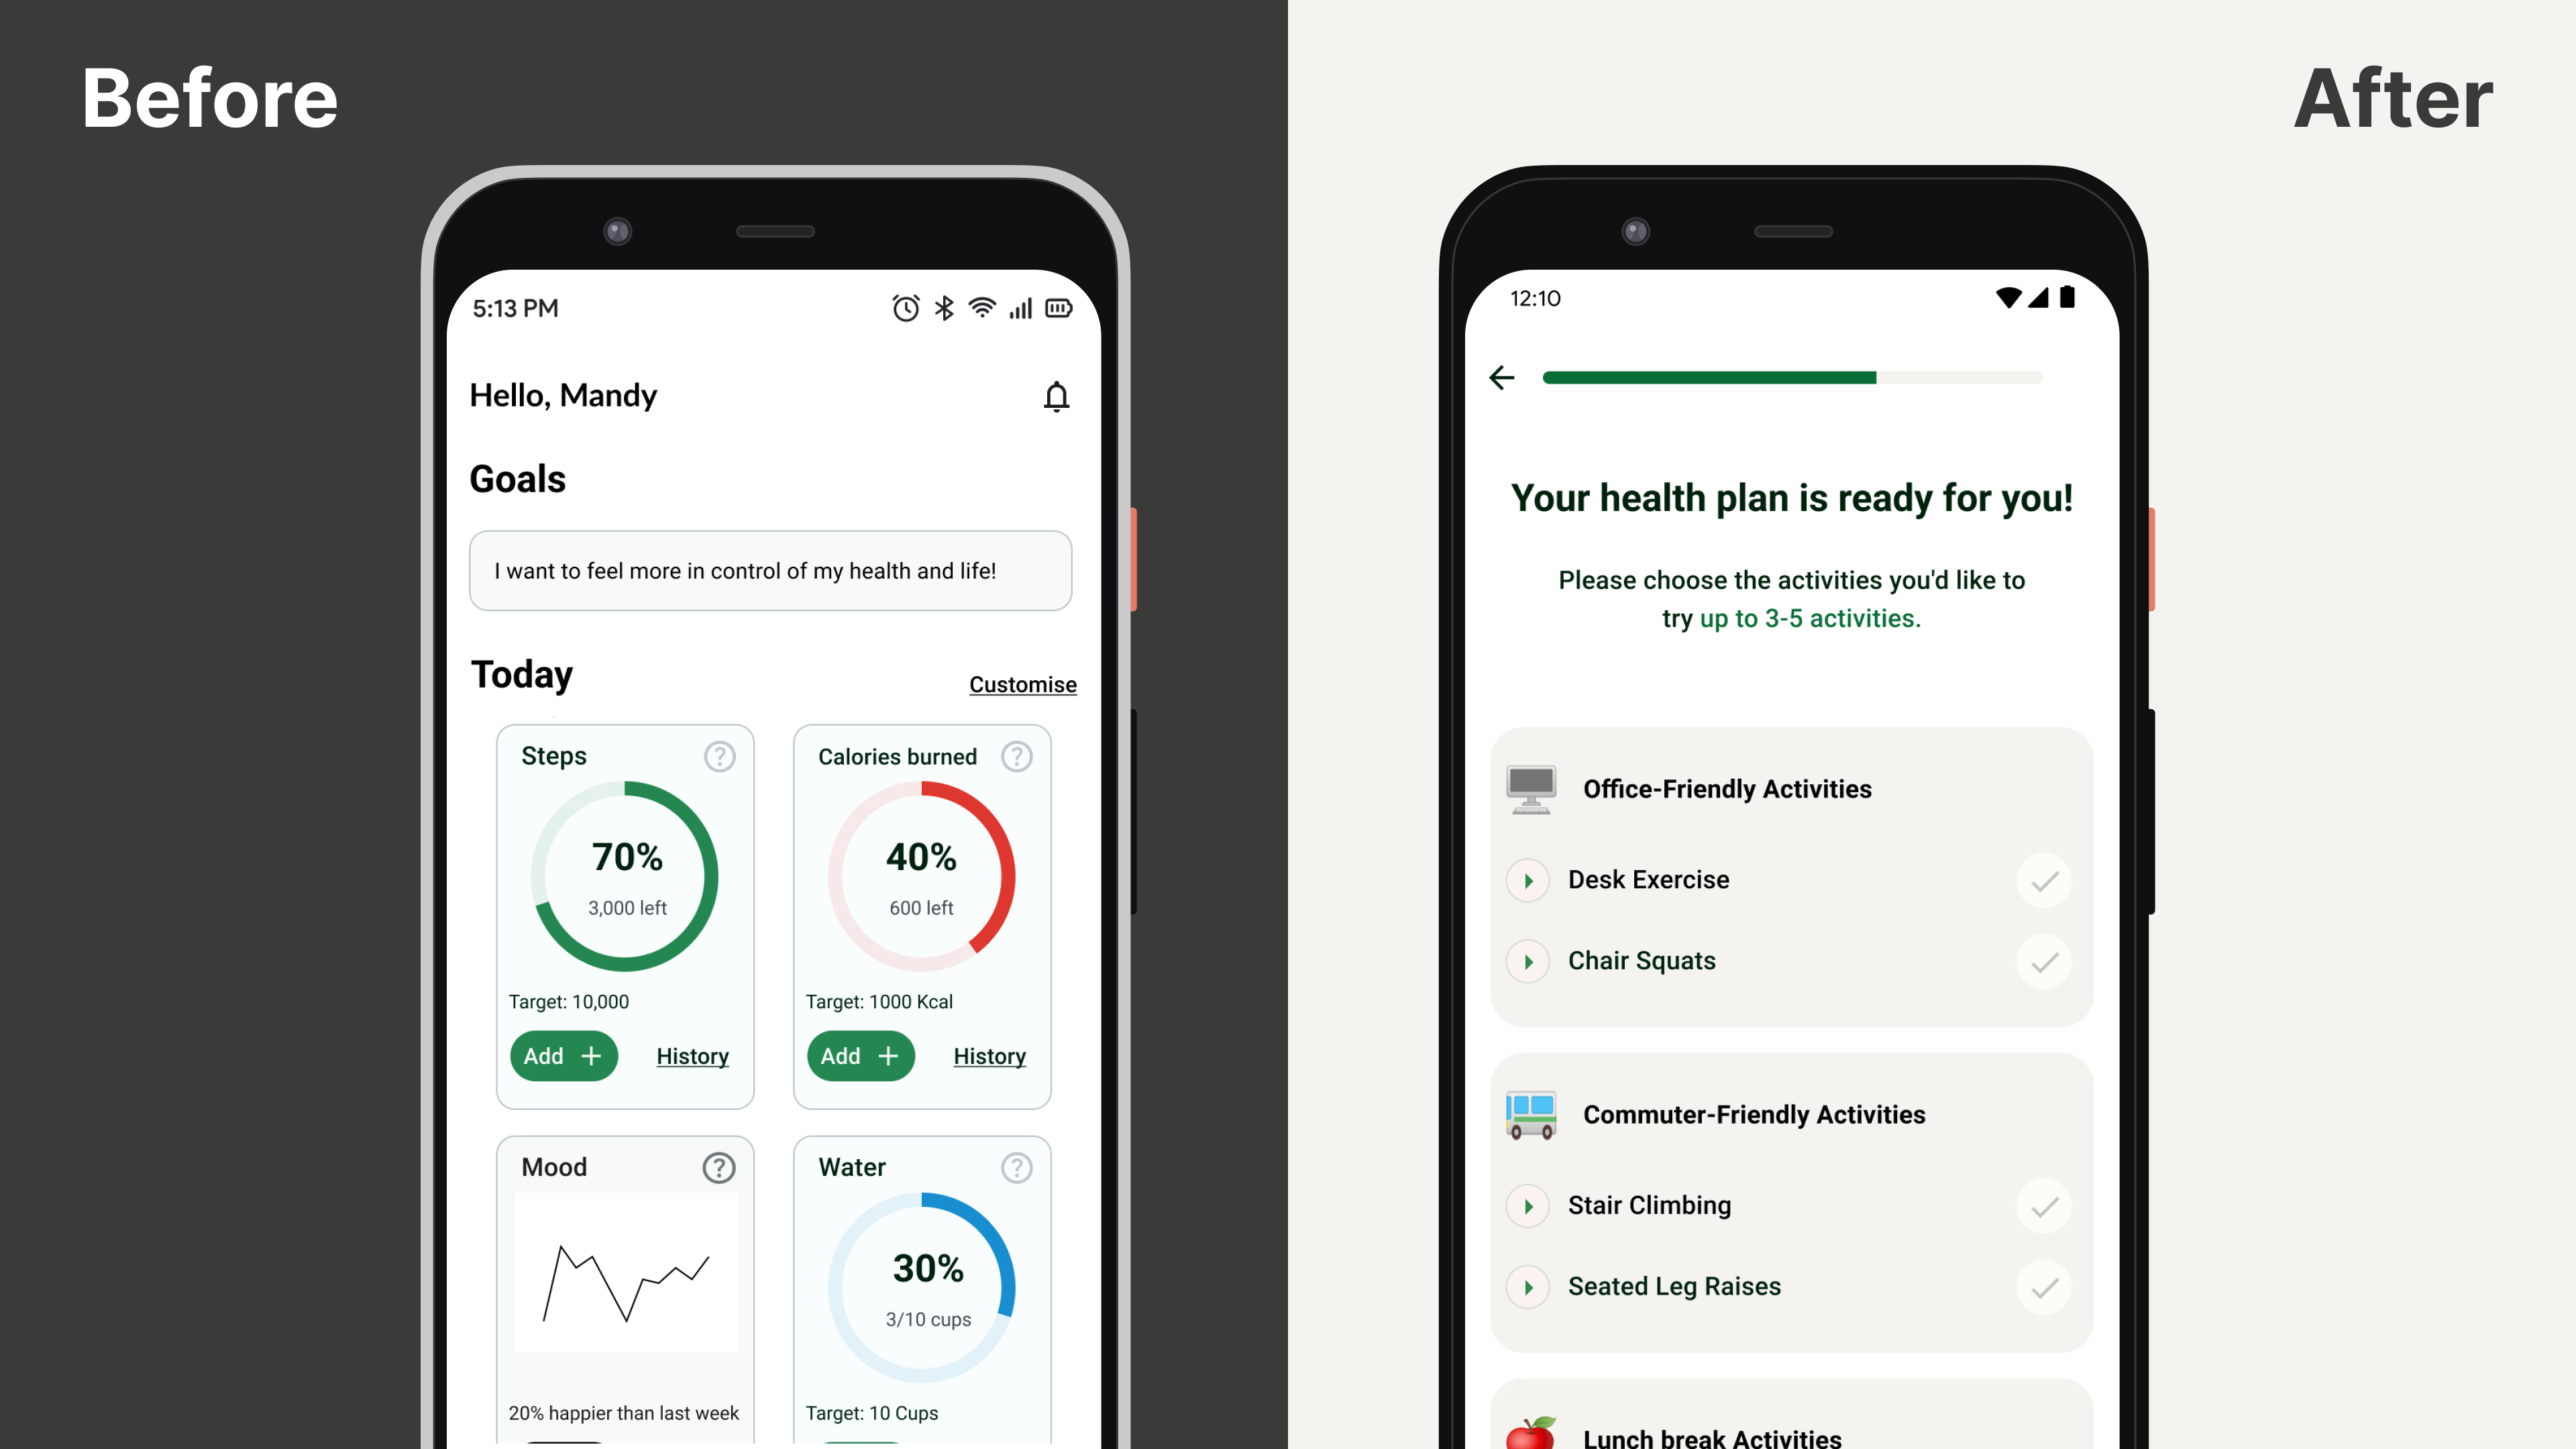 Before
5:13 PM
Hello, Mandy
Goals
I want to feel more in control of my health and life!
Today
Customise
Steps
?
70%
3,000 left
Target: 10,000
Add +
History
Calories burned
?
40%
600 left
Target: 1000 Kcal
Add +
History
Mood
?
20% happier than last week
Water
?
30%
3/10 cups
Target: 10 Cups
After
12:10
Your health plan is ready for you!
Please choose the activities you'd like to
try up to 3-5 activities.
Office-Friendly Activities
Desk Exercise
Chair Squats
Commuter-Friendly Activities
Stair Climbing
Seated Leg Raises
Lunch break Activities